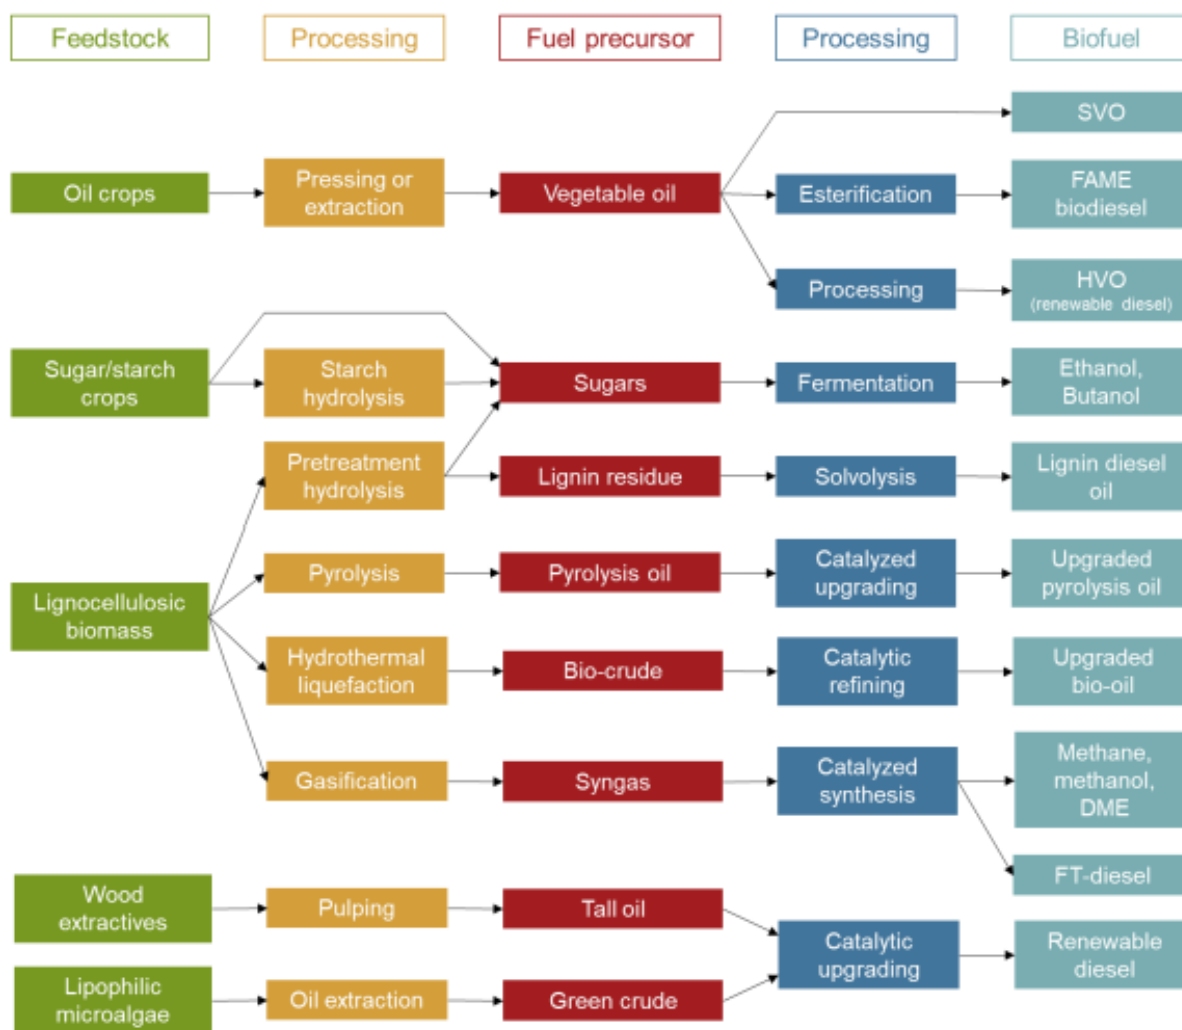 Feedstock
Processing
Fuel precursor
Processing
Biofuel
SVO
Oil crops
Pressing or
extraction
Vegetable oil
Esterification
FAME
biodiesel
Processing
HVO
(renewable diesel)
Sugar/starch
crops
Starch
hydrolysis
Sugars
Fermentation
Ethanol,
Butanol
Pretreatment
hydrolysis
Lignin residue
Solvolysis
Lignin diesel
oil
Lignocellulosic
biomass
Pyrolysis
Pyrolysis oil
Catalyzed
upgrading
Upgraded
pyrolysis oil
Hydrothermal
liquefaction
Bio-crude
Catalytic
refining
Upgraded
bio-oil
Gasification
Syngas
Catalyzed
synthesis
Methane,
methanol,
DME
FT-diesel
Wood
extractives
Pulping
Tall oil
Catalytic
upgrading
Renewable
diesel
Lipophilic
microalgae
Oil extraction
Green crude